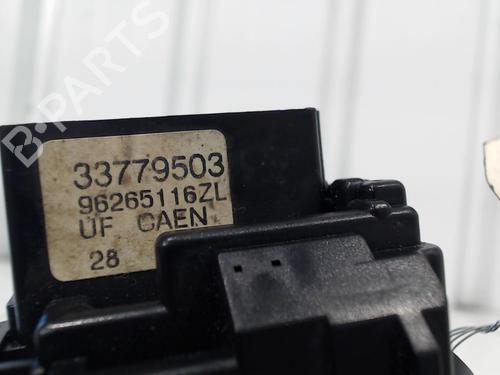 B-PARTS
33779503
96265116ZL
UF CAEN
28